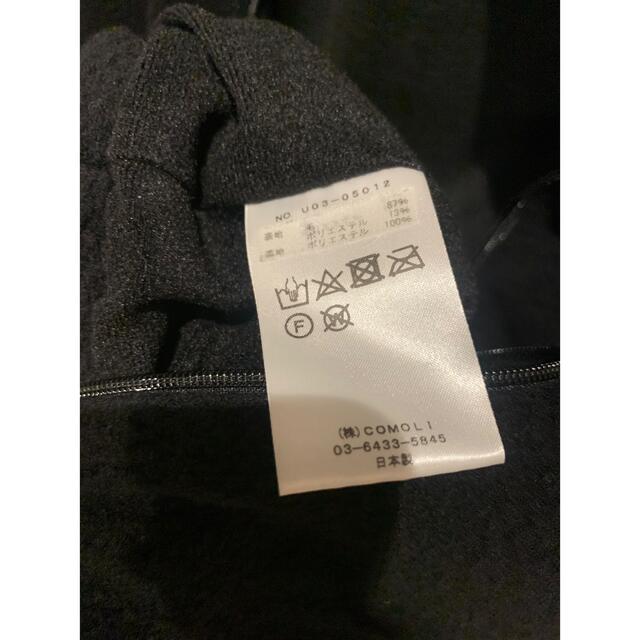 NO U03-05012
表地 毛 87%
ポリエステル 13%
裏地 ポリエステル 100%
F W
(株)COMOLI
03-6433-5845
日本製